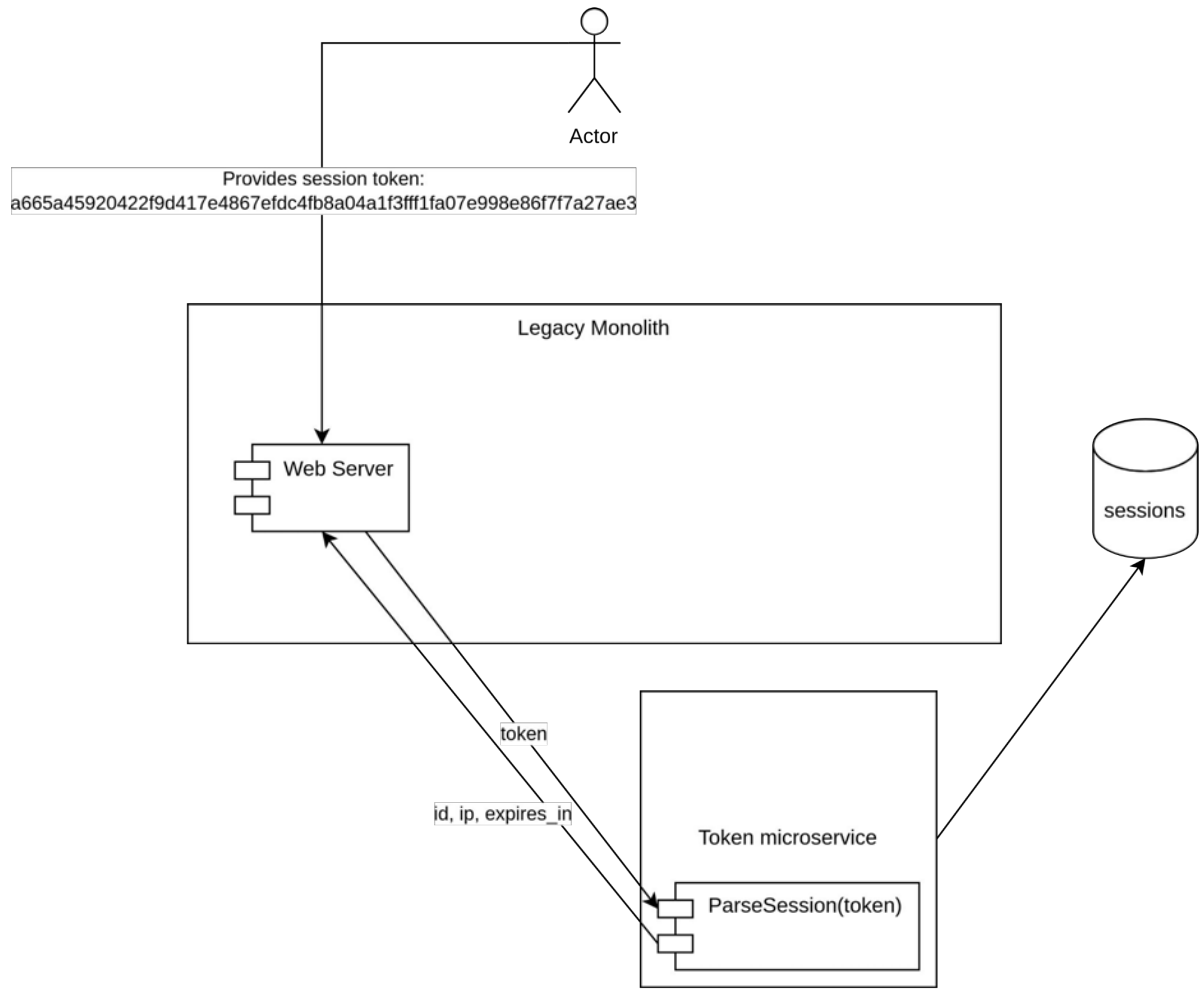 Actor
Provides session token:
a665a45920422f9d417e4867efdc4fb8a04a1f3fff1fa07e998e86f7f7a27ae3
Legacy Monolith
Web Server
sessions
token
id, ip, expires_in
Token microservice
ParseSession(token)